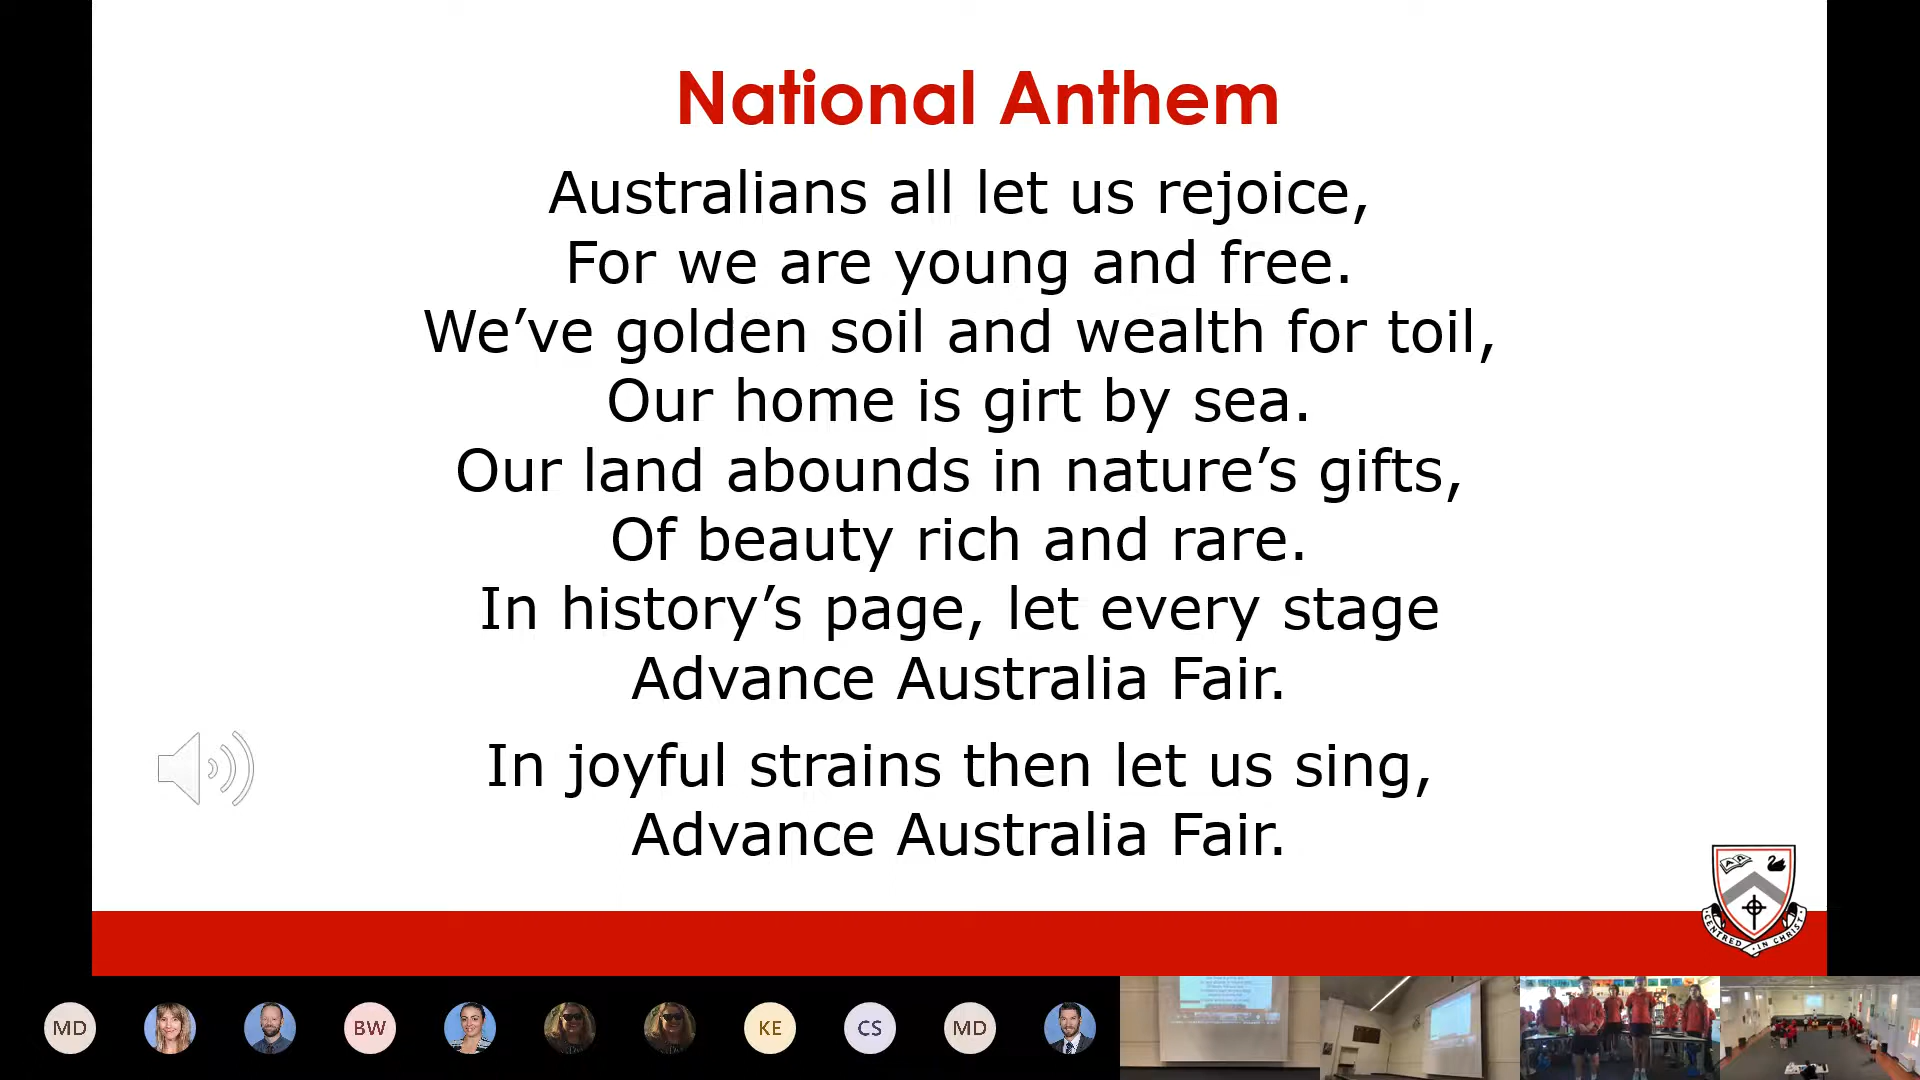 National Anthem
Australians all let us rejoice,
For we are young and free.
We’ve golden soil and wealth for toil,
Our home is girt by sea.
Our land abounds in nature’s gifts,
Of beauty rich and rare.
In history’s page, let every stage
Advance Australia Fair.
In joyful strains then let us sing,
Advance Australia Fair.
CENTRED · IN CHRIST
MD
BW
KE
CS
MD